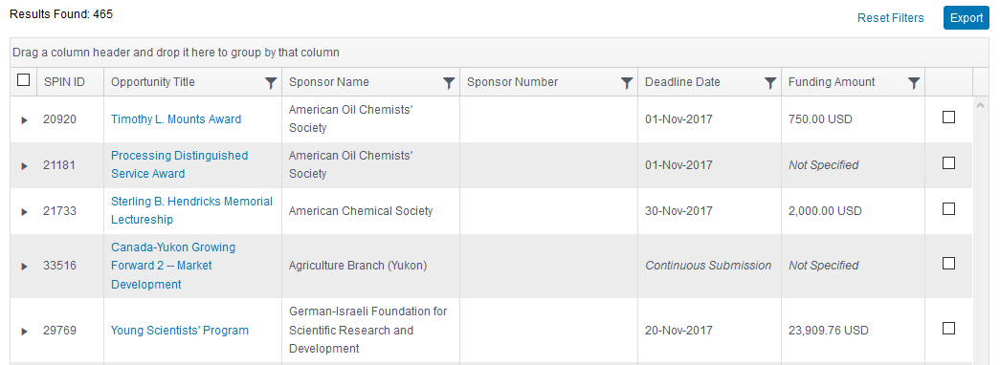 Results Found: 465
Reset Filters Export
Drag a column header and drop it here to group by that column
SPIN ID Opportunity Title Sponsor Name Sponsor Number Deadline Date Funding Amount
20920 Timothy L. Mounts Award American Oil Chemists' Society 01-Nov-2017 750.00 USD
21181 Processing Distinguished Service Award American Oil Chemists' Society 01-Nov-2017 Not Specified
21733 Sterling B. Hendricks Memorial Lectureship American Chemical Society 30-Nov-2017 2,000.00 USD
33516 Canada-Yukon Growing Forward 2 -- Market Development Agriculture Branch (Yukon) Continuous Submission Not Specified
29769 Young Scientists' Program German-Israeli Foundation for Scientific Research and Development 20-Nov-2017 23,909.76 USD